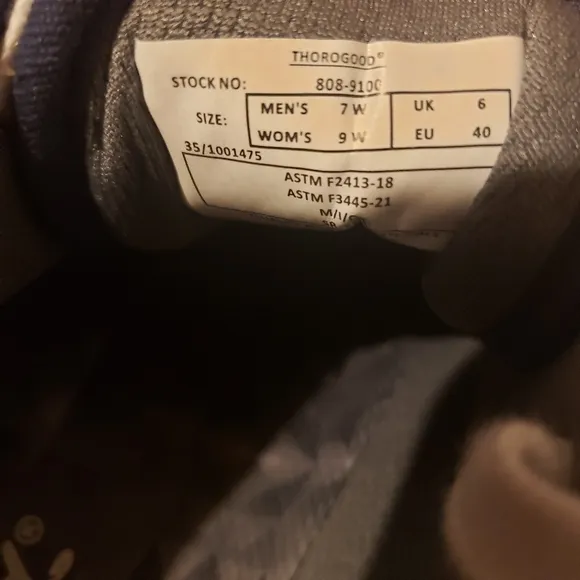 THOROGOOD®
STOCK NO: 808-9100
SIZE:
MEN'S 7 W UK 6
WOM'S 9 W EU 40
35/1001475
ASTM F2413-18
ASTM F3445-21
M/I/